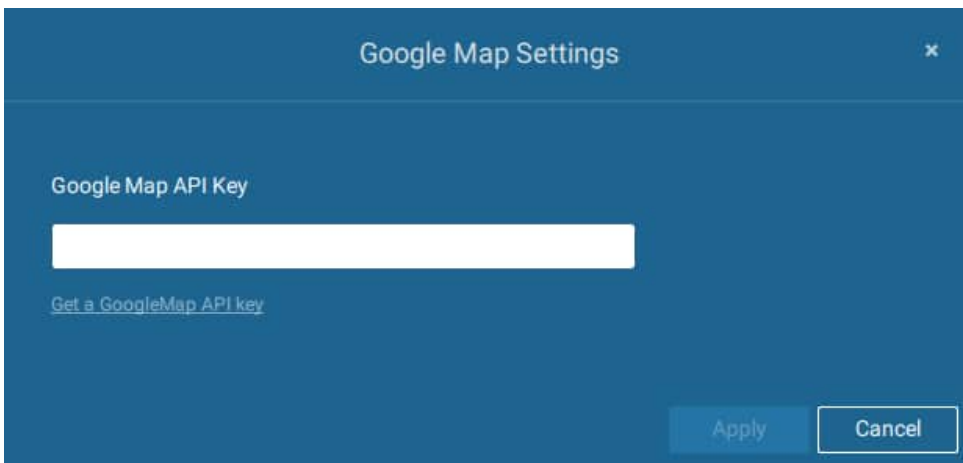 Google Map Settings ×
Google Map API Key
Get a GoogleMap API key
Apply Cancel